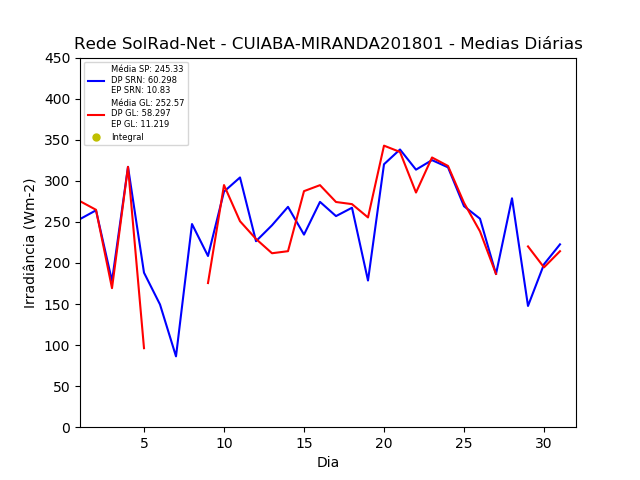 Rede SolRad-Net - CUIABA-MIRANDA201801 - Medias Diárias
Média SP: 245.33
DP SRN: 60.298
EP SRN: 10.83
Média GL: 252.57
DP GL: 58.297
EP GL: 11.219
Integral
Irradiância (Wm-2)
450
400
350
300
250
200
150
100
50
0
5
10
15
20
25
30
Dia